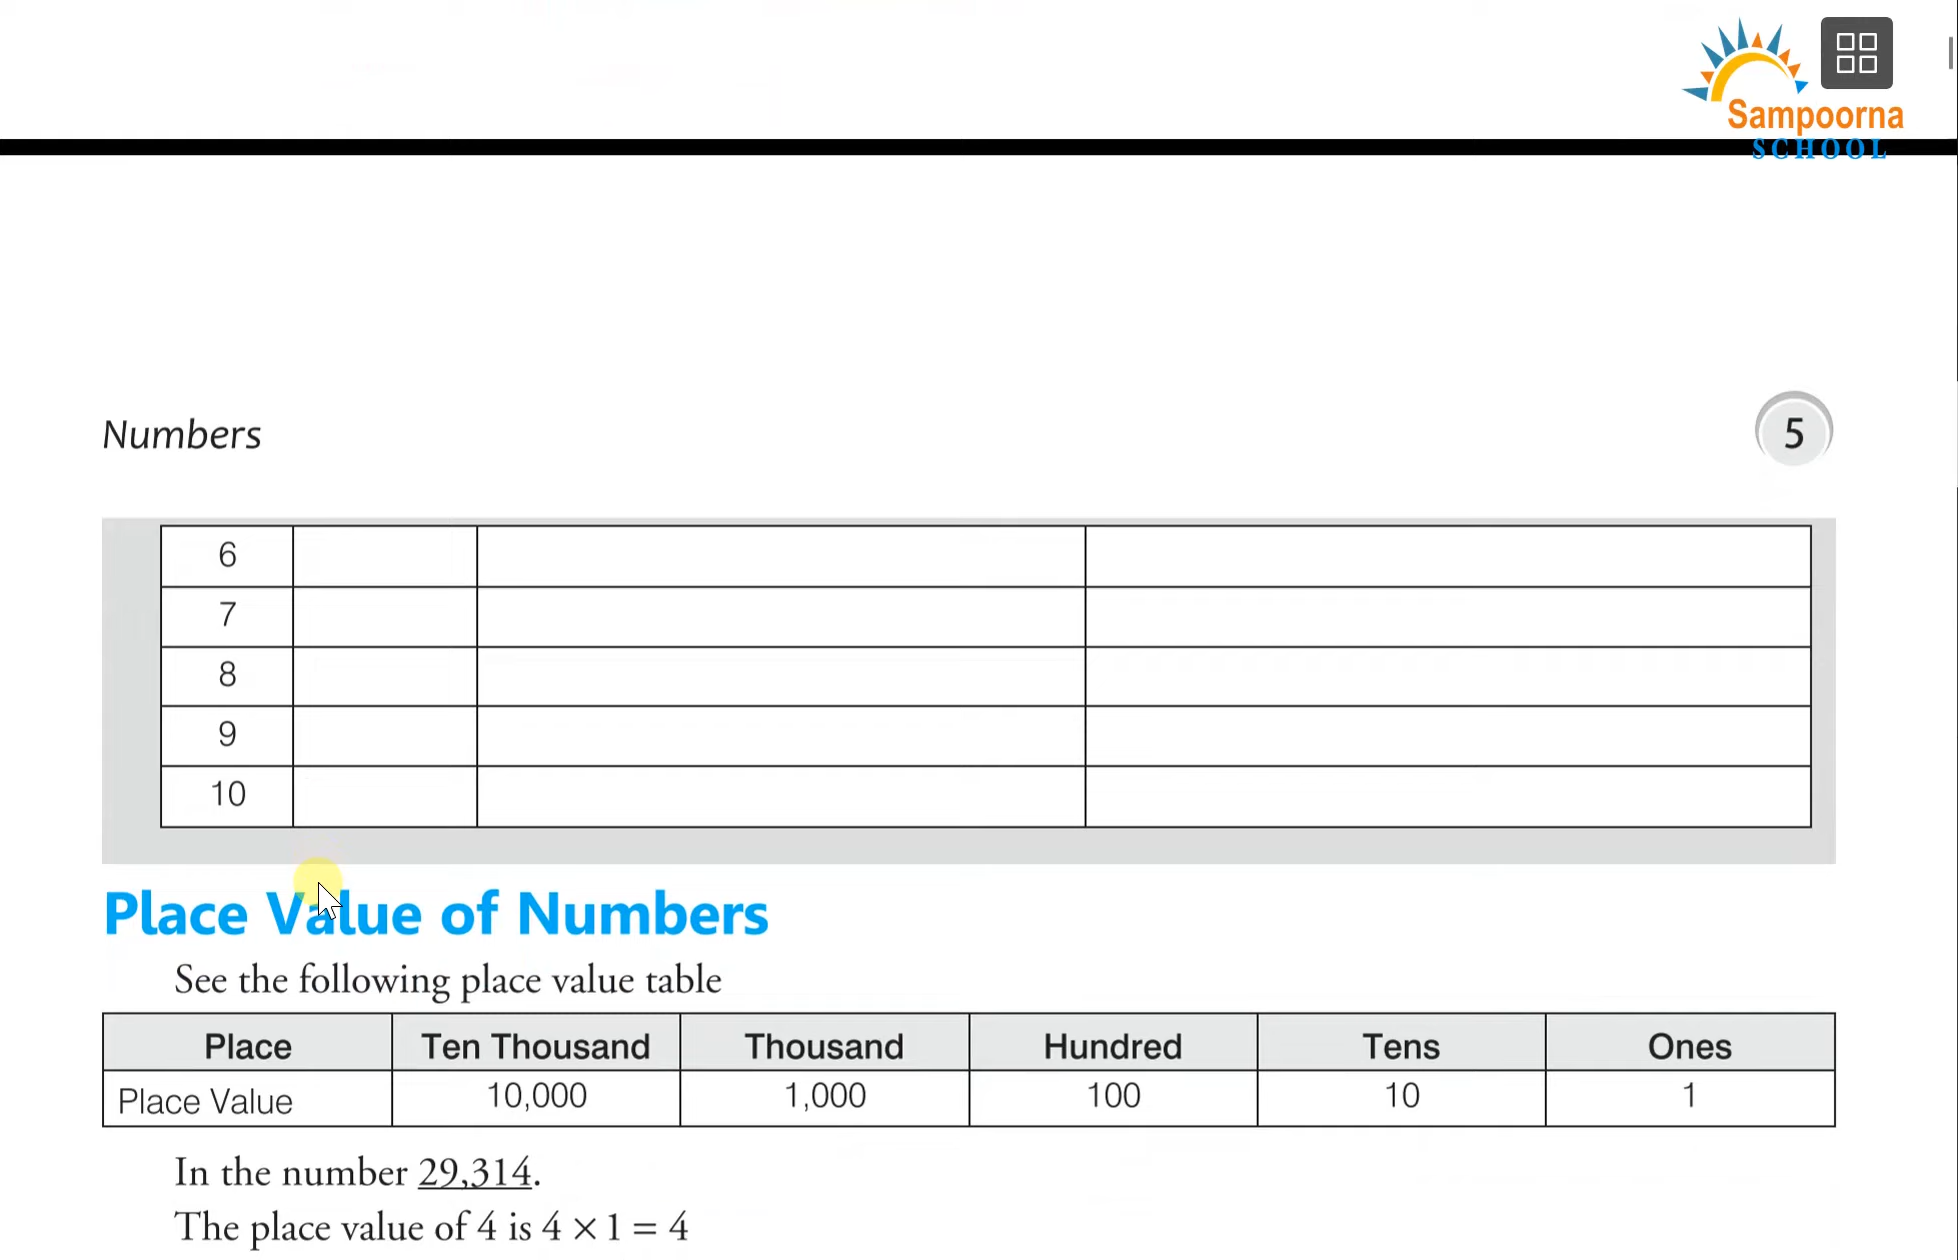 Sampoorna
SCHOOL
Numbers
5
6
7
8
9
10
Place Value of Numbers
See the following place value table
Place Ten Thousand Thousand Hundred Tens Ones
Place Value 10,000 1,000 100 10 1
In the number 29,314.
The place value of 4 is 4 × 1 = 4